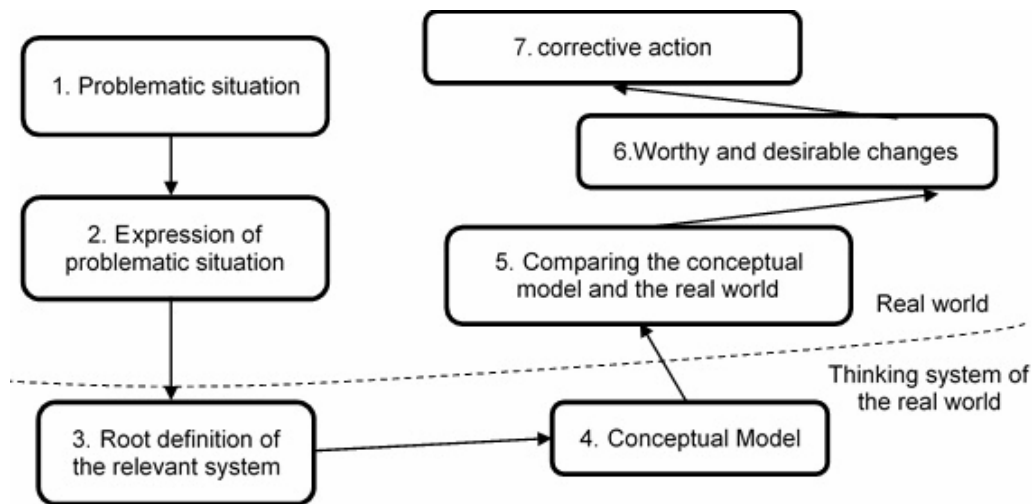 1. Problematic situation
2. Expression of
problematic situation
3. Root definition of
the relevant system
4. Conceptual Model
5. Comparing the conceptual
model and the real world
6.Worthy and desirable changes
7. corrective action
Real world
Thinking system of
the real world